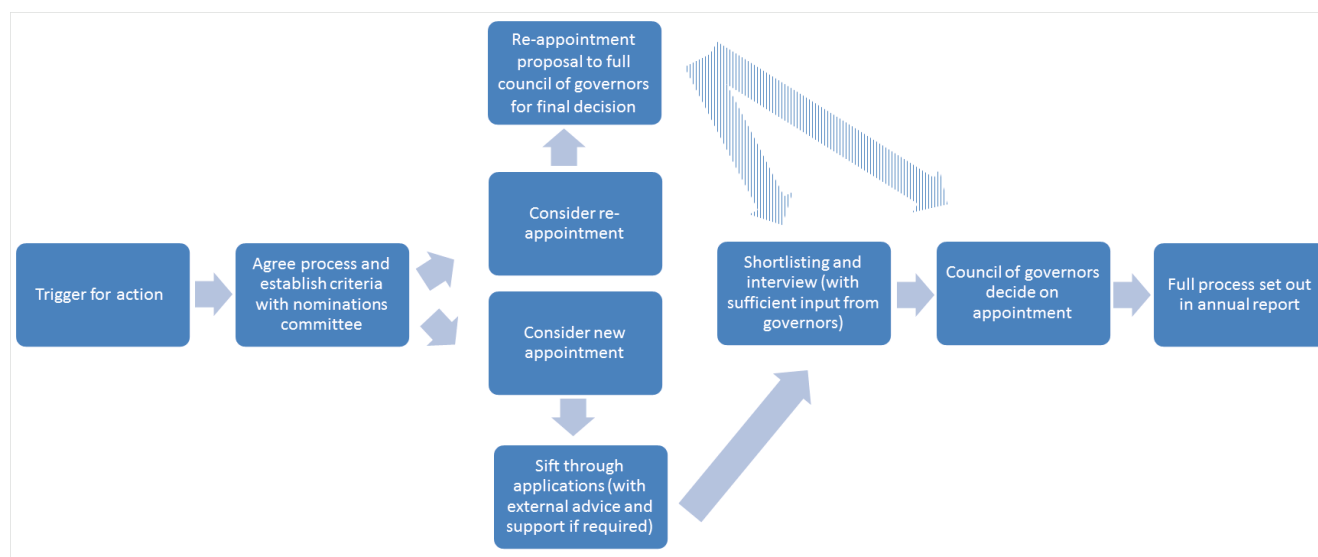 Re-appointment
proposal to full
council of governors
for final decision
Consider re-
appointment
Trigger for action
Agree process and
establish criteria
with nominations
committee
Consider new
appointment
Sift through
applications (with
external advice and
support if required)
Shortlisting and
interview (with
sufficient input from
governors)
Council of governors
decide on
appointment
Full process set out
in annual report